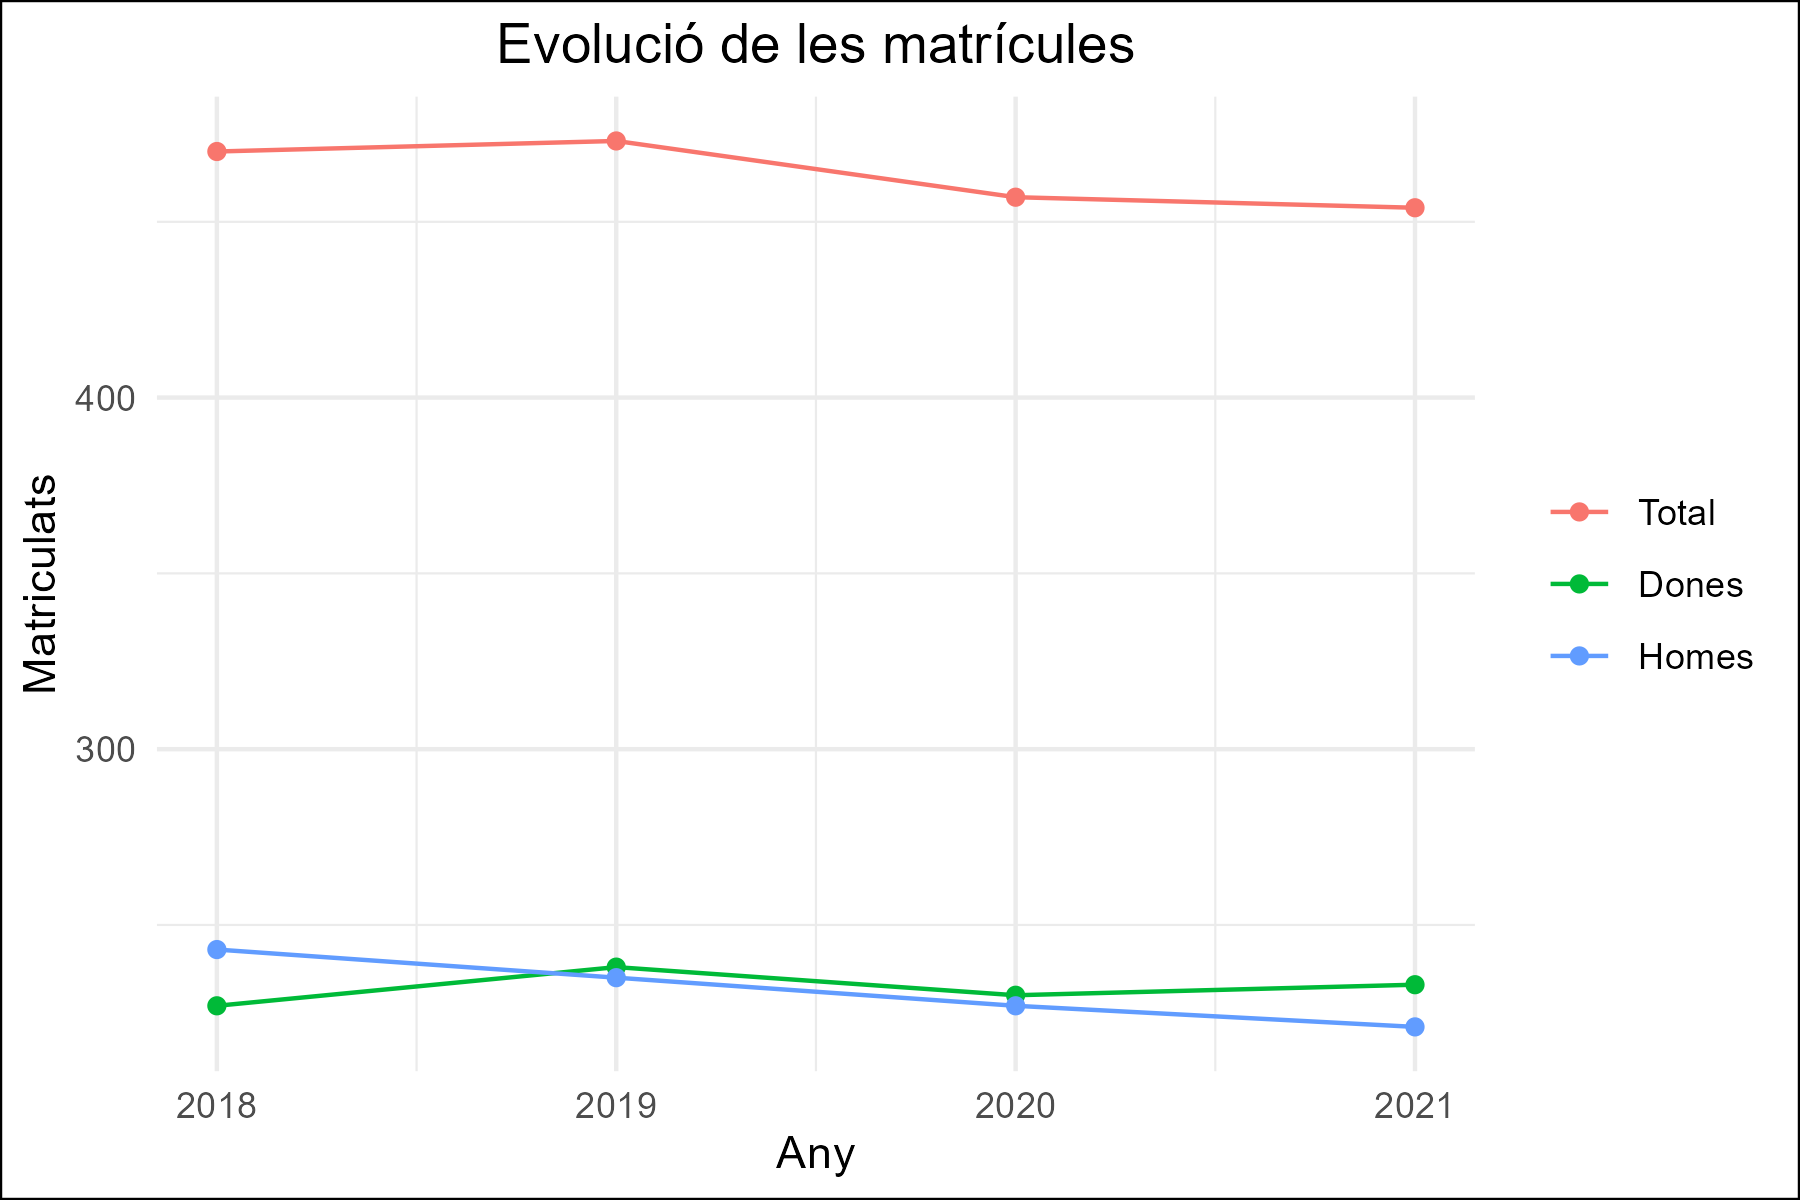 Evolució de les matrícules
400
300
Matriculats
2018
2019
2020
2021
Any
Total
Dones
Homes